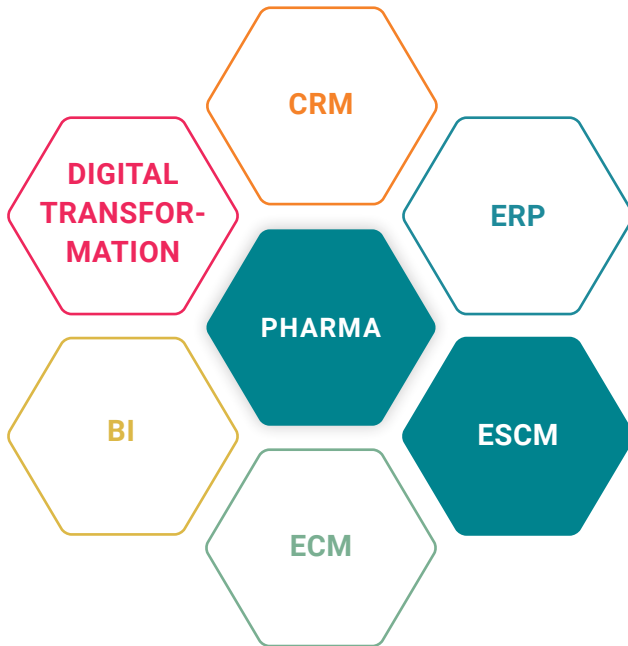 CRM
DIGITAL
TRANSFOR-
MATION
ERP
PHARMA
BI
ESCM
ECM